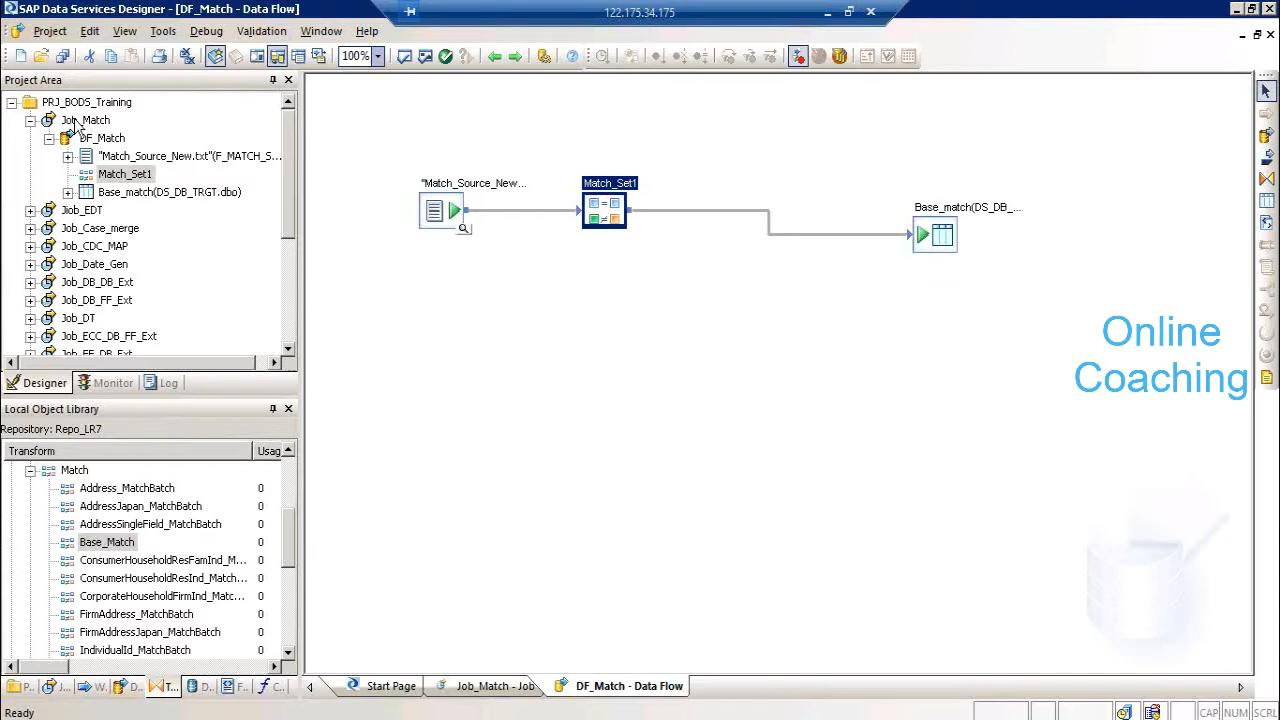 SAP Data Services Designer - [DF_Match - Data Flow]
122.175.34.175
Project Edit View Tools Debug Validation Window Help
100%
Project Area
PRJ_BODS_Training
Job_Match
DF_Match
"Match_Source_New.txt"(F_MATCH_S...
Match_Set1
Base_match(DS_DB_TRGT.dbo)
Jiob_EDT
Job_Case_merge
Job_CDC_MAP
Job_Date_Gen
Job_DB_DB_Ext
Job_DB_FF_Ext
Job_DT
Job_ECC_DB_FF_Ext
Job_FF_DB_Ext
Designer Monitor Log
Local Object Library
Repository: Repo_LR7
Transform Usag
Match
Address_MatchBatch 0
AddressJapan_MatchBatch 0
AddressSingleField_MatchBatch 0
Base_Match 0
ConsumerHouseholdResFamInd_M... 0
ConsumerHouseholdResInd_Match... 0
CorporateHouseholdFirmInd_Matc... 0
FirmAddress_MatchBatch 0
FirmAddressJapan_MatchBatch 0
IndividualId_MatchBatch 0
P.. J... W. D.. T... D.. F.. C..
"Match_Source_New...
Match_Set1
Base_match(DS_DB_...
Online
Coaching
Start Page Job_Match - Job DF_Match - Data Flow
Ready
CAP NUM SCRL